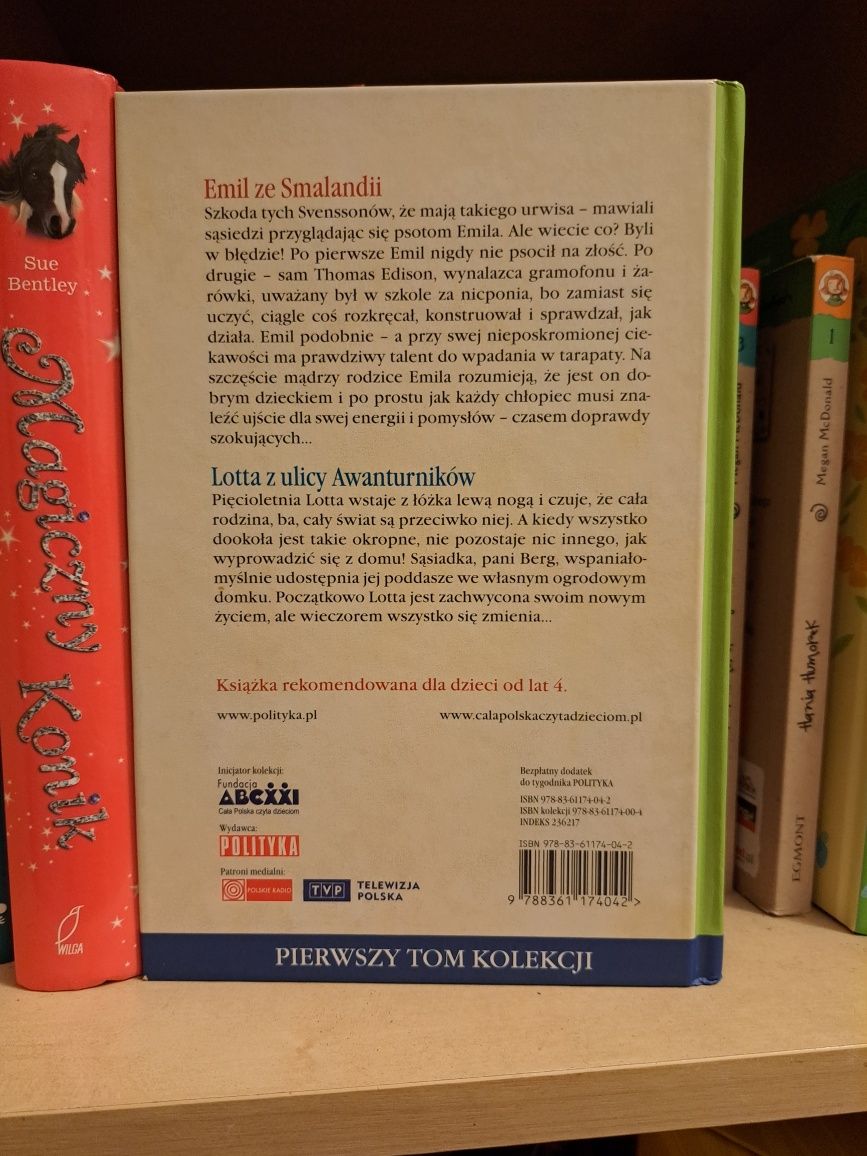 Sue
Bentley
Magiczny Konik
WILGA
Emil ze Smalandii
Szkoda tych Svenssonów, że mają takiego urwisa – mawiali
sąsiedzi przyglądając się psotom Emila. Ale wiecie co? Byli
w błędzie! Po pierwsze Emil nigdy nie psocił na złość. Po
drugie – sam Thomas Edison, wynalazca gramofonu i ża-
rówki, uważany był w szkole za nicponia, bo zamiast się
uczyć, ciągle coś rozkręcał, konstruował i sprawdzał, jak
działa. Emil podobnie – a przy swej nieposkromionej cie-
kawości ma prawdziwy talent do wpadania w tarapaty. Na
szczęście mądrzy rodzice Emila rozumieją, że jest on do-
brym dzieckiem i po prostu jak każdy chłopiec musi zna-
leźć ujście dla swej energii i pomysłów – czasem doprawdy
szokujących...
Lotta z ulicy Awanturników
Pięcioletnia Lotta wstaje z łóżka lewą nogą i czuje, że cała
rodzina, ba, cały świat są przeciwko niej. A kiedy wszystko
dookoła jest takie okropne, nie pozostaje nic innego, jak
wyprowadzić się z domu! Sąsiadka, pani Berg, wspaniało-
myślnie udostępnia jej poddasze we własnym ogrodowym
domku. Początkowo Lotta jest zachwycona swoim nowym
życiem, ale wieczorem wszystko się zmienia...
Książka rekomendowana dla dzieci od lat 4.
www.polityka.pl
www.calapolskaczytadzieciom.pl
Inicjator kolekcji:
Fundacja
ABCXXI
Cała Polska czyta dzieciom
Wydawca:
POLITYKA
Patroni medialni:
POLSKIE RADIO
TVP TELEWIZJA
POLSKA
Bezpłatny dodatek
do tygodnika POLITYKA
ISBN 978-83-61174-04-2
ISBN kolekcji 978-83-61174-00-4
INDEKS 236217
ISBN 978-83-61174-04-2
9 788361 174042 >
PIERWSZY TOM KOLEKCJI
Megan McDonald
Hania Humorek
EGMONT